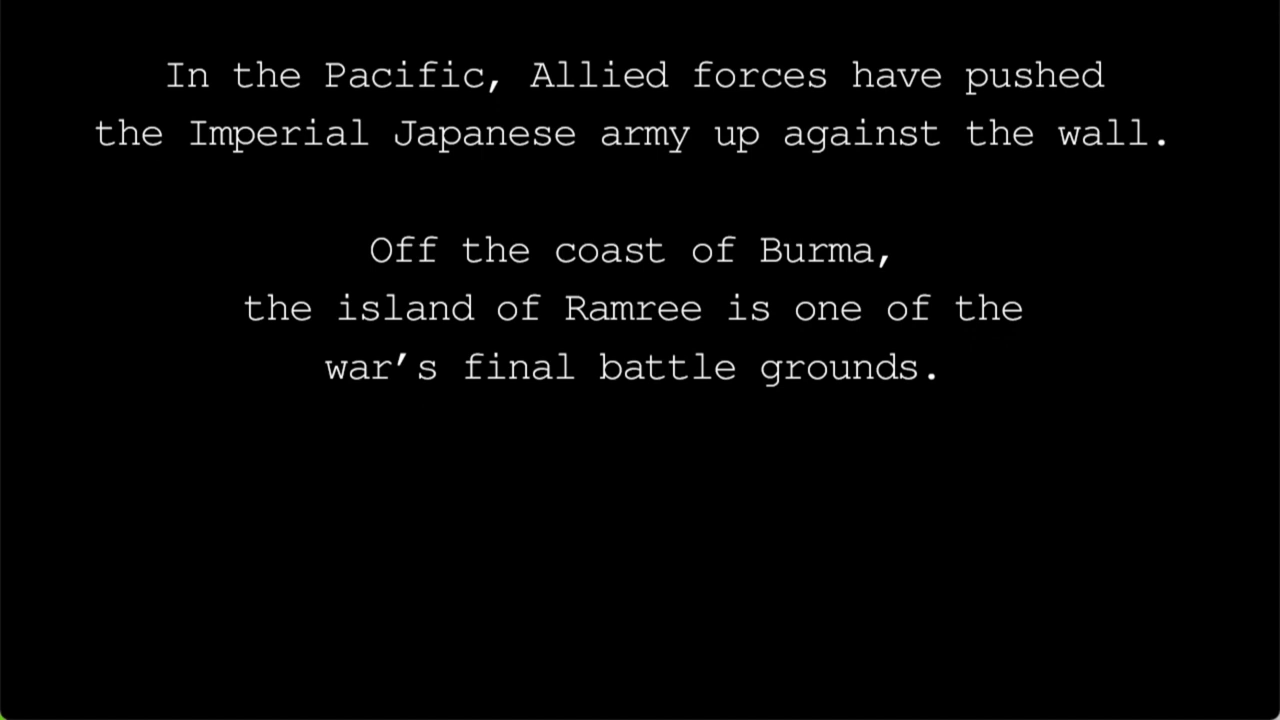 In the Pacific, Allied forces have pushed
the Imperial Japanese army up against the wall.
Off the coast of Burma,
the island of Ramree is one of the
war’s final battle grounds.